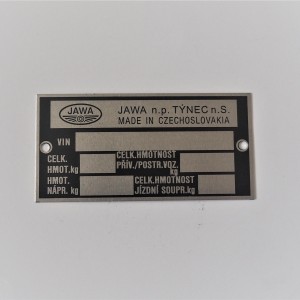 JAWA
JAWA n.p. TÝNEC n.S.
MADE IN CZECHOSLOVAKIA
VIN
CELK. HMOT.kg
CELK.HMOTNOST PŘÍV./POSTR.VOZ. kg
HMOT. NÁPR. kg
CELK.HMOTNOST JÍZDNÍ SOUPR.kg